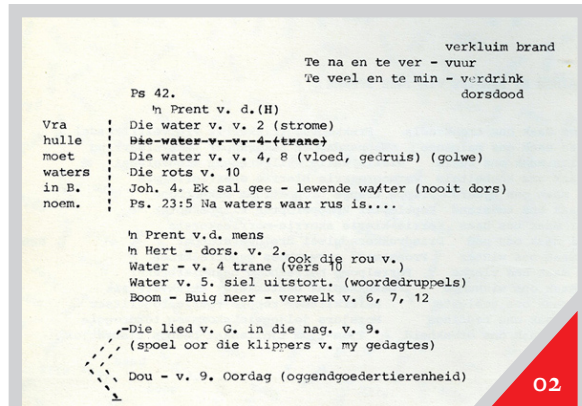 verkluim brand
Te na en te ver - vuur
Te veel en te min - verdrink
dorsdood
Ps 42.
'n Prent v. d.(H)
Vra Die water v. v. 2 (strome)
hulle Die water v. v. 4 (trane)
moet Die water v. v. 4, 8 (vloed, gedruis) (golwe)
waters Die rots v. 10
in B. Joh. 4. Ek sal gee - lewende water (nooit dors)
noem. Ps. 23:5 Na waters waar rus is....
'n Prent v.d. mens
'n Hert - dors. v. 2.
ook die rou v.
Water - v. 4 trane (vers 10 )
Water v. 5. siel uitstort. (woordedruppels)
Boom - Buig neer - verwelk v. 6, 7, 12
-Die lied v. G. in die nag. v. 9.
(spoel oor die klippers v. my gedagtes)
Dou - v. 9. Oordag (oggendgoedertierenheid)
02